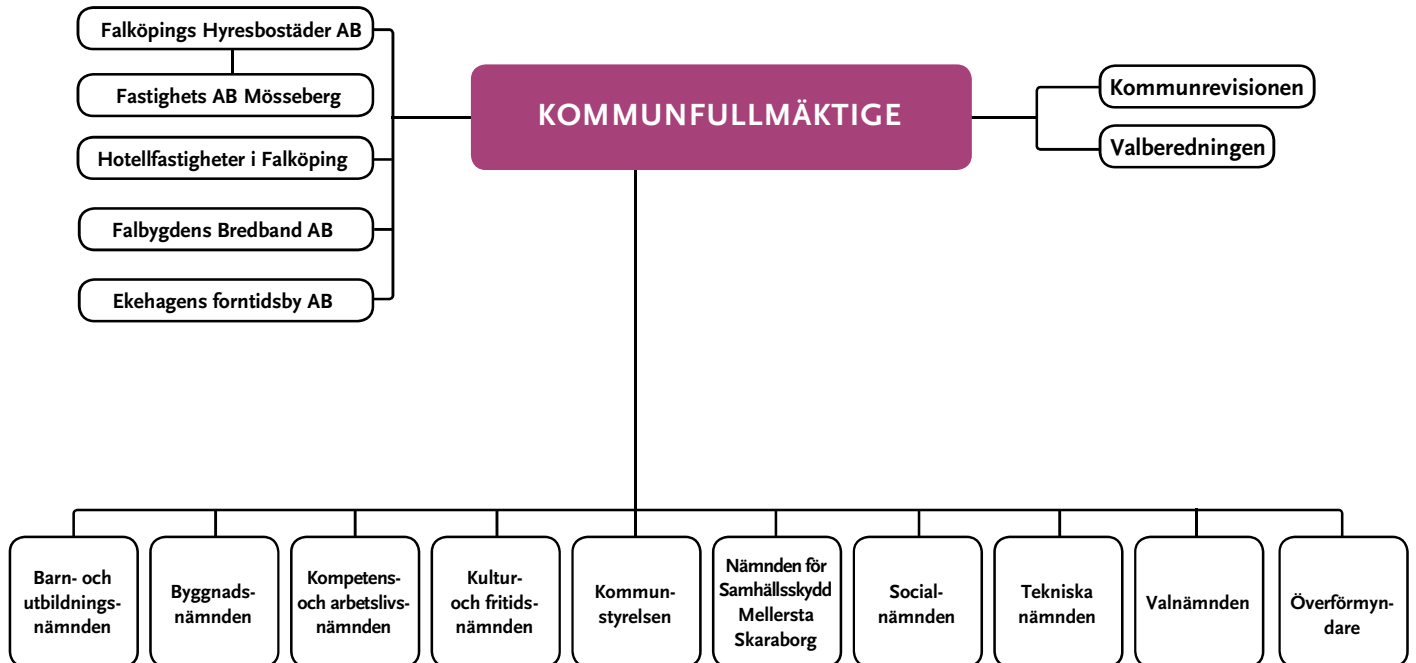 Falköpings Hyresbostäder AB
Fastighets AB Mösseberg
Hotellfastigheter i Falköping
Falbygdens Bredband AB
Ekehagens forntidsby AB
KOMMUNFULLMÄKTIGE
Kommunrevisionen
Valberedningen
Barn- och
utbildnings-
nämnden
Byggnads-
nämnden
Kompetens-
och arbetslivs-
nämnden
Kultur-
och fritids-
nämnden
Kommun-
styrelsen
Nämnden för
Samhällsskydd
Mellersta
Skaraborg
Social-
nämnden
Tekniska
nämnden
Valnämnden
Överförmyn-
dare